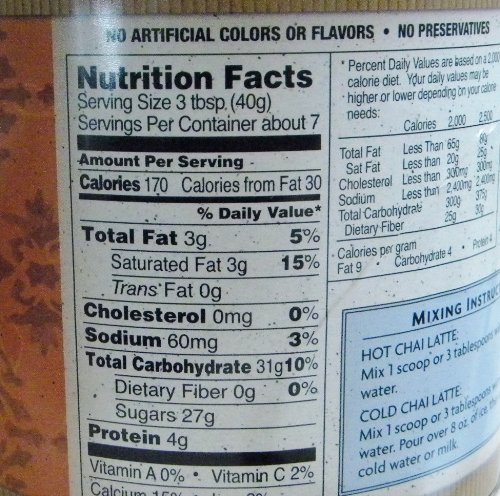 NO ARTIFICIAL COLORS OR FLAVORS • NO PRESERVATIVES
Nutrition Facts
Serving Size 3 tbsp. (40g)
Servings Per Container about 7
Amount Per Serving
Calories 170 Calories from Fat 30
% Daily Value*
Total Fat 3g 5%
Saturated Fat 3g 15%
Trans Fat 0g
Cholesterol 0mg 0%
Sodium 60mg 3%
Total Carbohydrate 31g 10%
Dietary Fiber 0g 0%
Sugars 27g
Protein 4g
Vitamin A 0% • Vitamin C 2%
Calcium 15%
* Percent Daily Values are based on a 2,000
calorie diet. Your daily values may be
higher or lower depending on your calorie
needs:
Calories 2,000 2,500
Total Fat Less Than 65g
Sat Fat Less than 20g 25g
Cholesterol Less than 300mg 300mg
Sodium Less than 2,400mg 2,400mg
Total Carbohydrate 300g 375g
Dietary Fiber 25g 30g
Calories per gram
Fat 9 • Carbohydrate 4 • Protein 4
MIXING
HOT CHAI LATTE:
Mix 1 scoop or 3 tablespoons
water.
COLD CHAI LATTE:
Mix 1 scoop or 3
water. Pour over 8 oz. of ice,
cold water or milk.